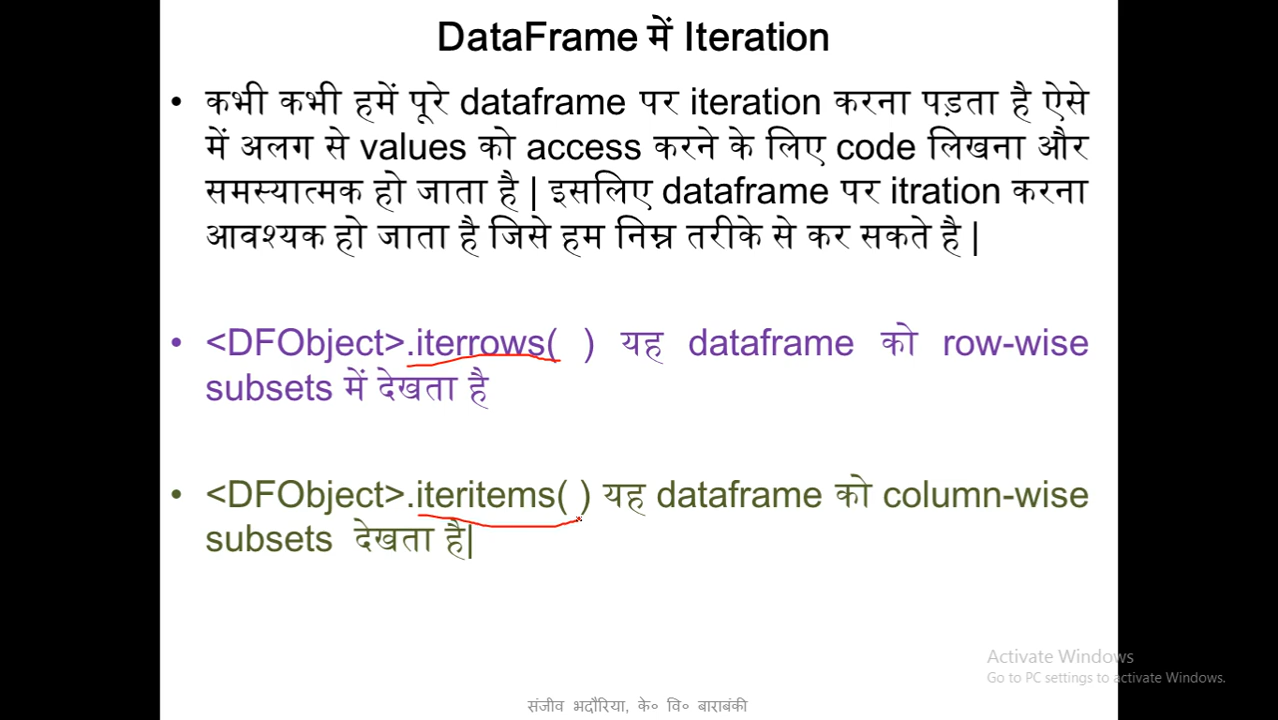 DataFrame में Iteration
• कभी कभी हमें पूरे dataframe पर iteration करना पड़ता है ऐसे
में अलग से values को access करने के लिए code लिखना और
समस्यात्मक हो जाता है | इसलिए dataframe पर itration करना
आवश्यक हो जाता है जिसे हम निम्न तरीके से कर सकते है |
• <DFObject>.iterrows( ) यह dataframe को row-wise
subsets में देखता है
• <DFObject>.iteritems( ) यह dataframe को column-wise
subsets देखता है|
Activate Windows
Go to PC settings to activate Windows.
संजीव भदौरिया, के० वि० बाराबंकी